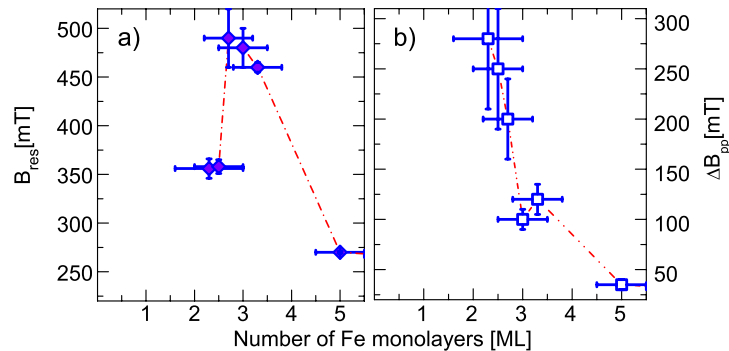 a)
b)
500
450
400
350
300
250
B_res[mT]
300
250
200
150
100
50
ΔB_pp[mT]
1 2 3 4 5
1 2 3 4 5
Number of Fe monolayers [ML]